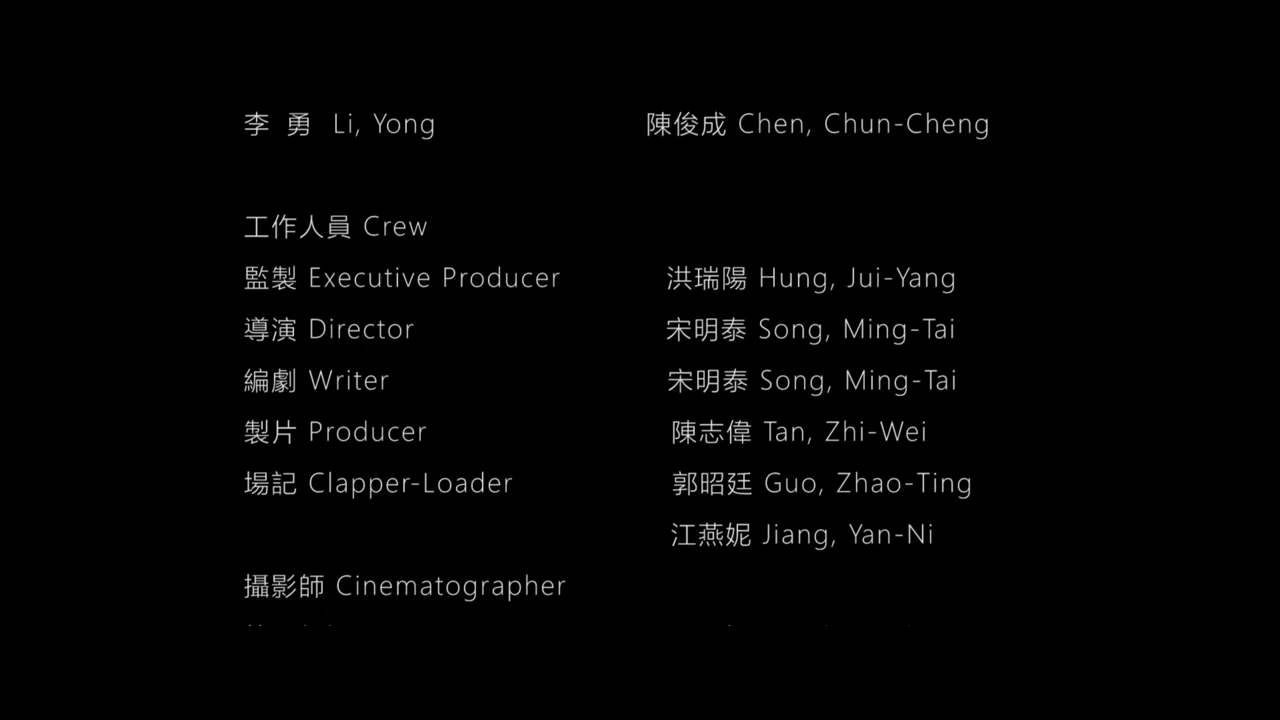 李 勇 Li, Yong 陳俊成 Chen, Chun-Cheng
工作人員 Crew
監製 Executive Producer 洪瑞陽 Hung, Jui-Yang
導演 Director 宋明泰 Song, Ming-Tai
編劇 Writer 宋明泰 Song, Ming-Tai
製片 Producer 陳志偉 Tan, Zhi-Wei
場記 Clapper-Loader 郭昭廷 Guo, Zhao-Ting
江燕妮 Jiang, Yan-Ni
攝影師 Cinematographer